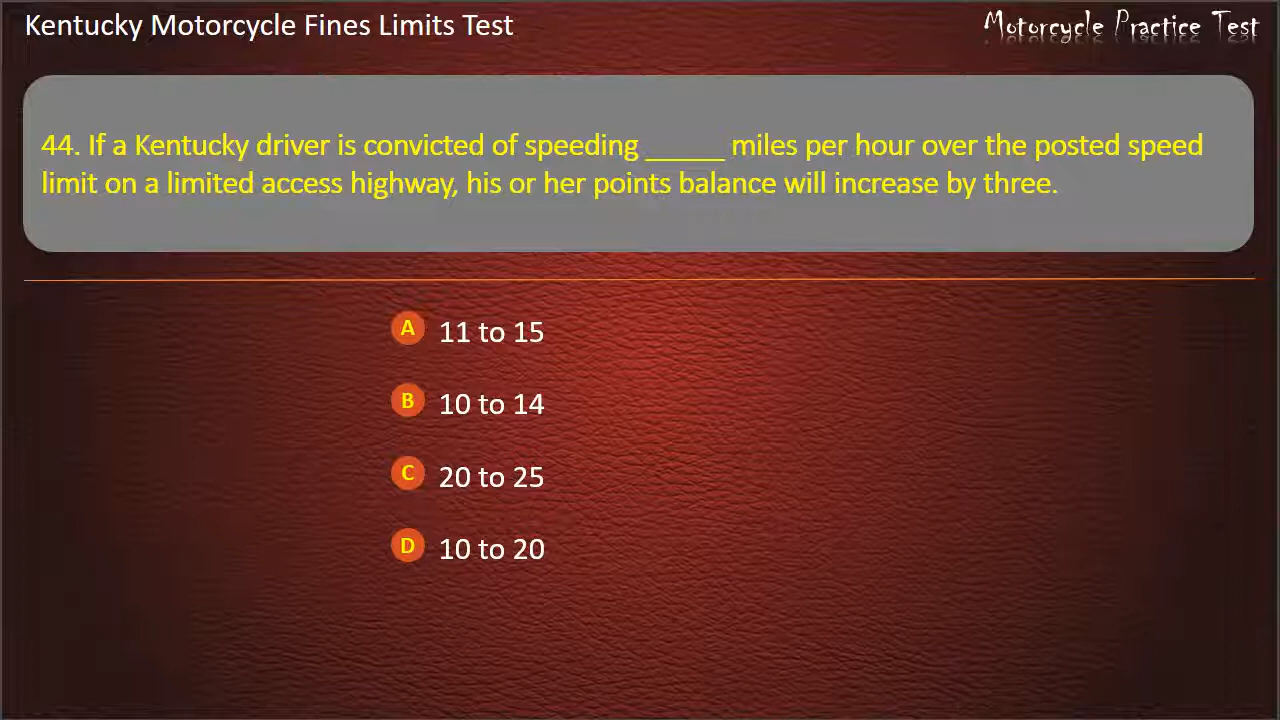 Kentucky Motorcycle Fines Limits Test
Motorcycle Practice Test
44. If a Kentucky driver is convicted of speeding _____ miles per hour over the posted speed
limit on a limited access highway, his or her points balance will increase by three.
A 11 to 15
B 10 to 14
C 20 to 25
D 10 to 20